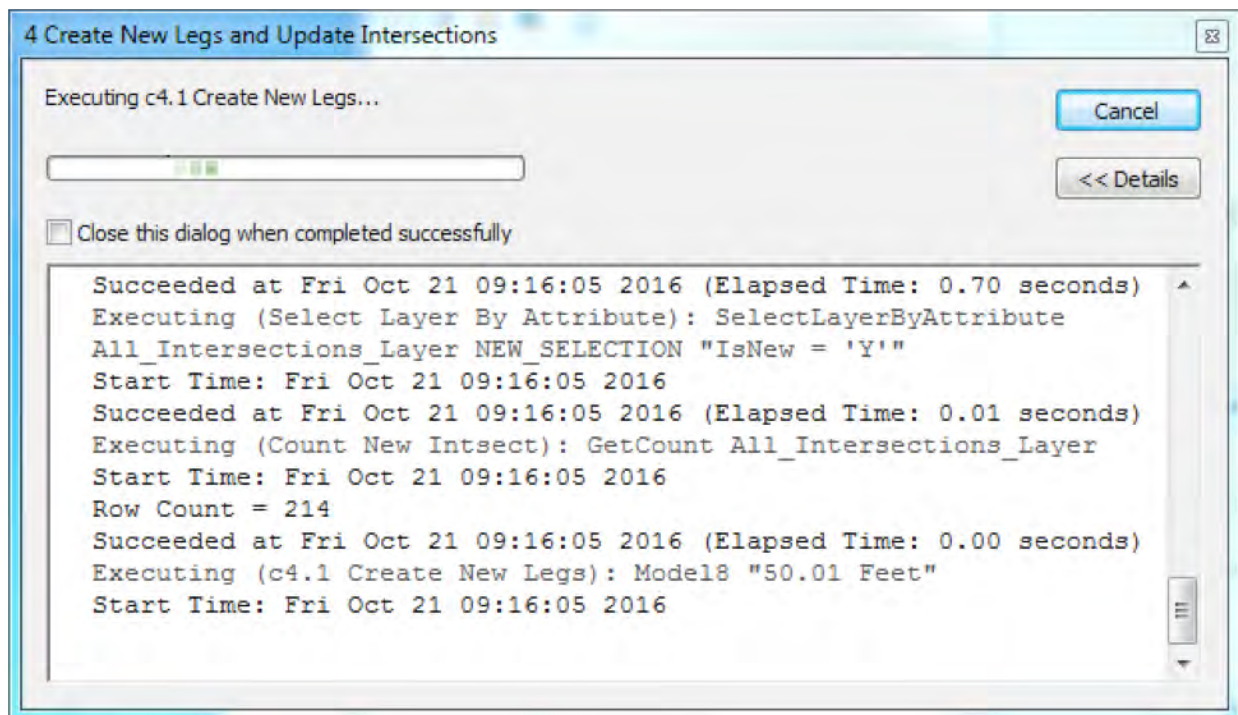 4 Create New Legs and Update Intersections
Executing c4.1 Create New Legs...
Cancel
<< Details
Close this dialog when completed successfully
Succeeded at Fri Oct 21 09:16:05 2016 (Elapsed Time: 0.70 seconds)
Executing (Select Layer By Attribute): SelectLayerByAttribute
All_Intersections_Layer NEW_SELECTION "IsNew = 'Y'"
Start Time: Fri Oct 21 09:16:05 2016
Succeeded at Fri Oct 21 09:16:05 2016 (Elapsed Time: 0.01 seconds)
Executing (Count New Intsect): GetCount All_Intersections_Layer
Start Time: Fri Oct 21 09:16:05 2016
Row Count = 214
Succeeded at Fri Oct 21 09:16:05 2016 (Elapsed Time: 0.00 seconds)
Executing (c4.1 Create New Legs): Model8 "50.01 Feet"
Start Time: Fri Oct 21 09:16:05 2016